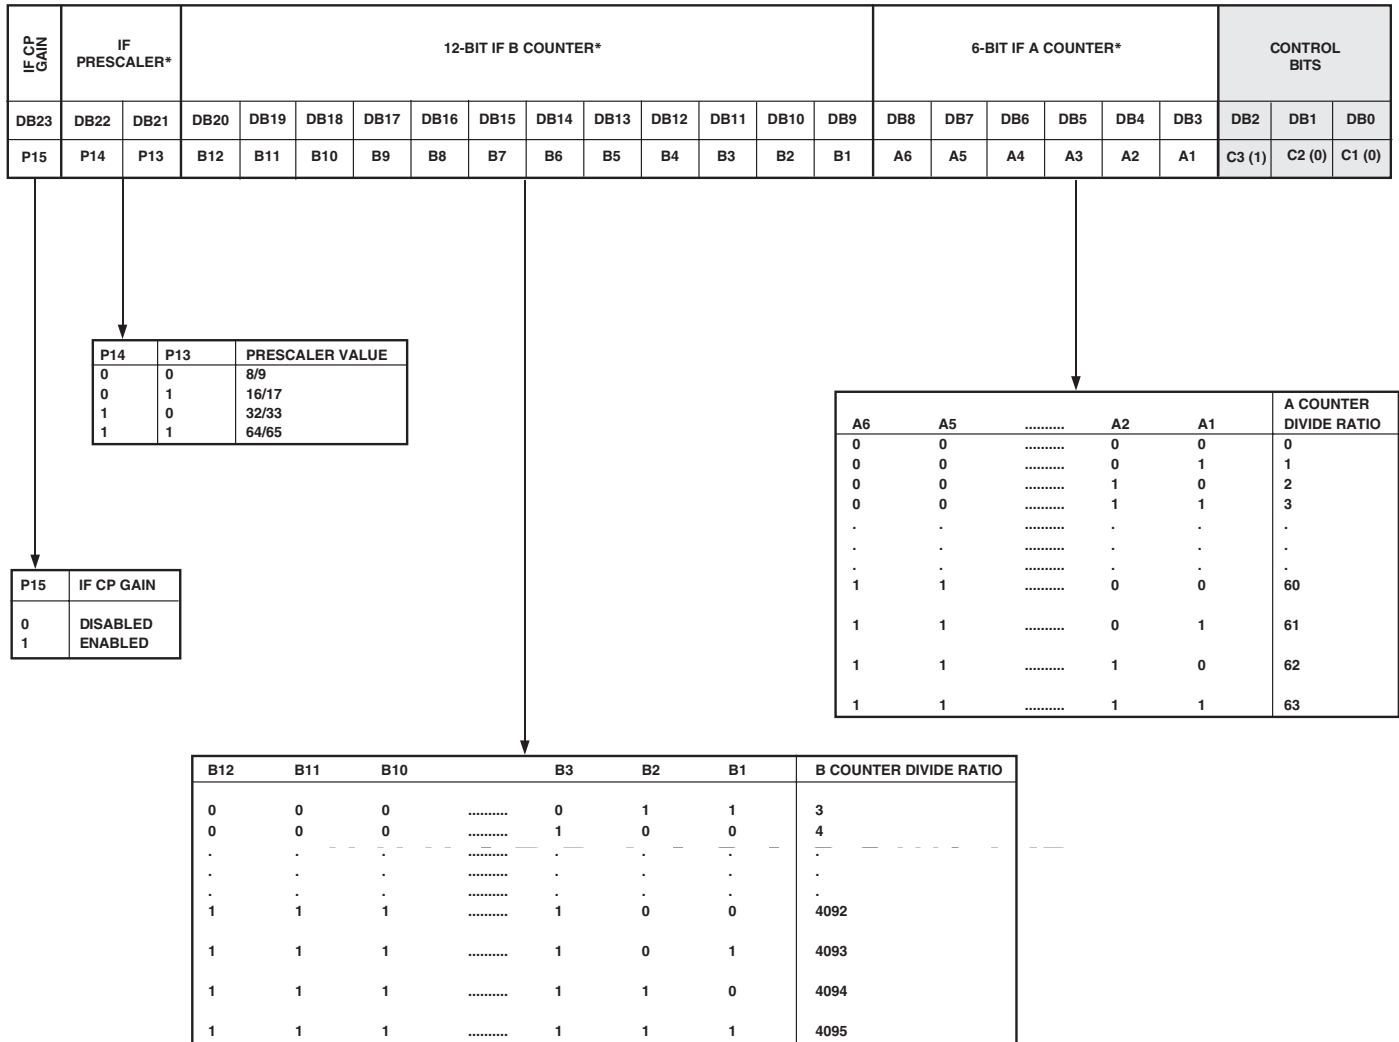 IF CP GAIN
IF PRESCALER*
12-BIT IF B COUNTER*
6-BIT IF A COUNTER*
CONTROL BITS
DB23 DB22 DB21 DB20 DB19 DB18 DB17 DB16 DB15 DB14 DB13 DB12 DB11 DB10 DB9 DB8 DB7 DB6 DB5 DB4 DB3 DB2 DB1 DB0
P15 P14 P13 B12 B11 B10 B9 B8 B7 B6 B5 B4 B3 B2 B1 A6 A5 A4 A3 A2 A1 C3 (1) C2 (0) C1 (0)
P14 P13 PRESCALER VALUE
0 0 8/9
0 1 16/17
1 0 32/33
1 1 64/65
A6 A5 .......... A2 A1 A COUNTER DIVIDE RATIO
0 0 .......... 0 0 0
0 0 .......... 0 1 1
0 0 .......... 1 0 2
0 0 .......... 1 1 3
. . .......... . . .
. . .......... . . .
. . .......... . . .
1 1 .......... 0 0 60
1 1 .......... 0 1 61
1 1 .......... 1 0 62
1 1 .......... 1 1 63
P15 IF CP GAIN
0 DISABLED
1 ENABLED
B12 B11 B10 B3 B2 B1 B COUNTER DIVIDE RATIO
0 0 0 .......... 0 1 1 3
0 0 0 .......... 1 0 0 4
. . . .......... . . . .
. . . .......... . . . .
. . . .......... . . . .
1 1 1 .......... 1 0 0 4092
1 1 1 .......... 1 0 1 4093
1 1 1 .......... 1 1 0 4094
1 1 1 .......... 1 1 1 4095